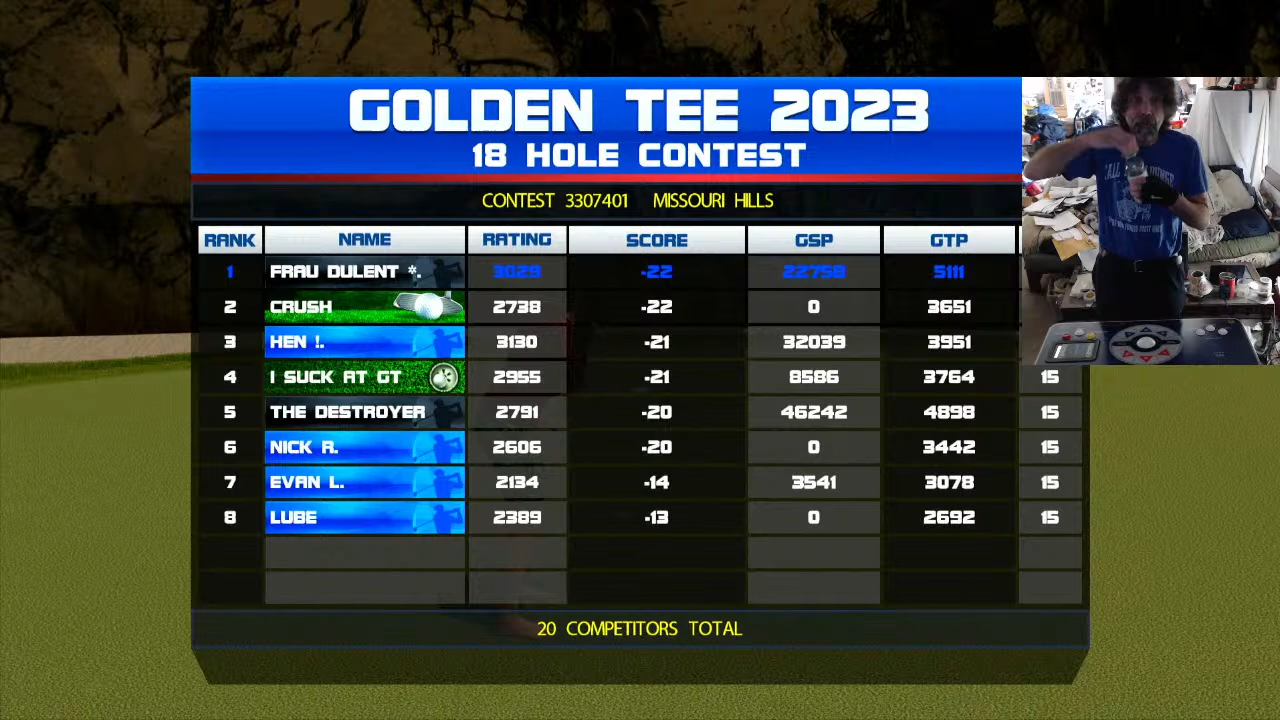 GOLDEN TEE 2023
18 HOLE CONTEST
CONTEST 3307401 MISSOURI HILLS
RANK NAME RATING SCORE GSP GTP
1 FRAU DULENT *. 3029 -22 22758 5111
2 CRUSH 2738 -22 0 3651
3 HEN !. 3130 -21 32039 3951
4 I SUCK AT GT 2955 -21 8586 3764 15
5 THE DESTROYER 2791 -20 46242 4898 15
6 NICK R. 2606 -20 0 3442 15
7 EVAN L. 2134 -14 3541 3078 15
8 LUBE 2389 -13 0 2692 15
20 COMPETITORS TOTAL